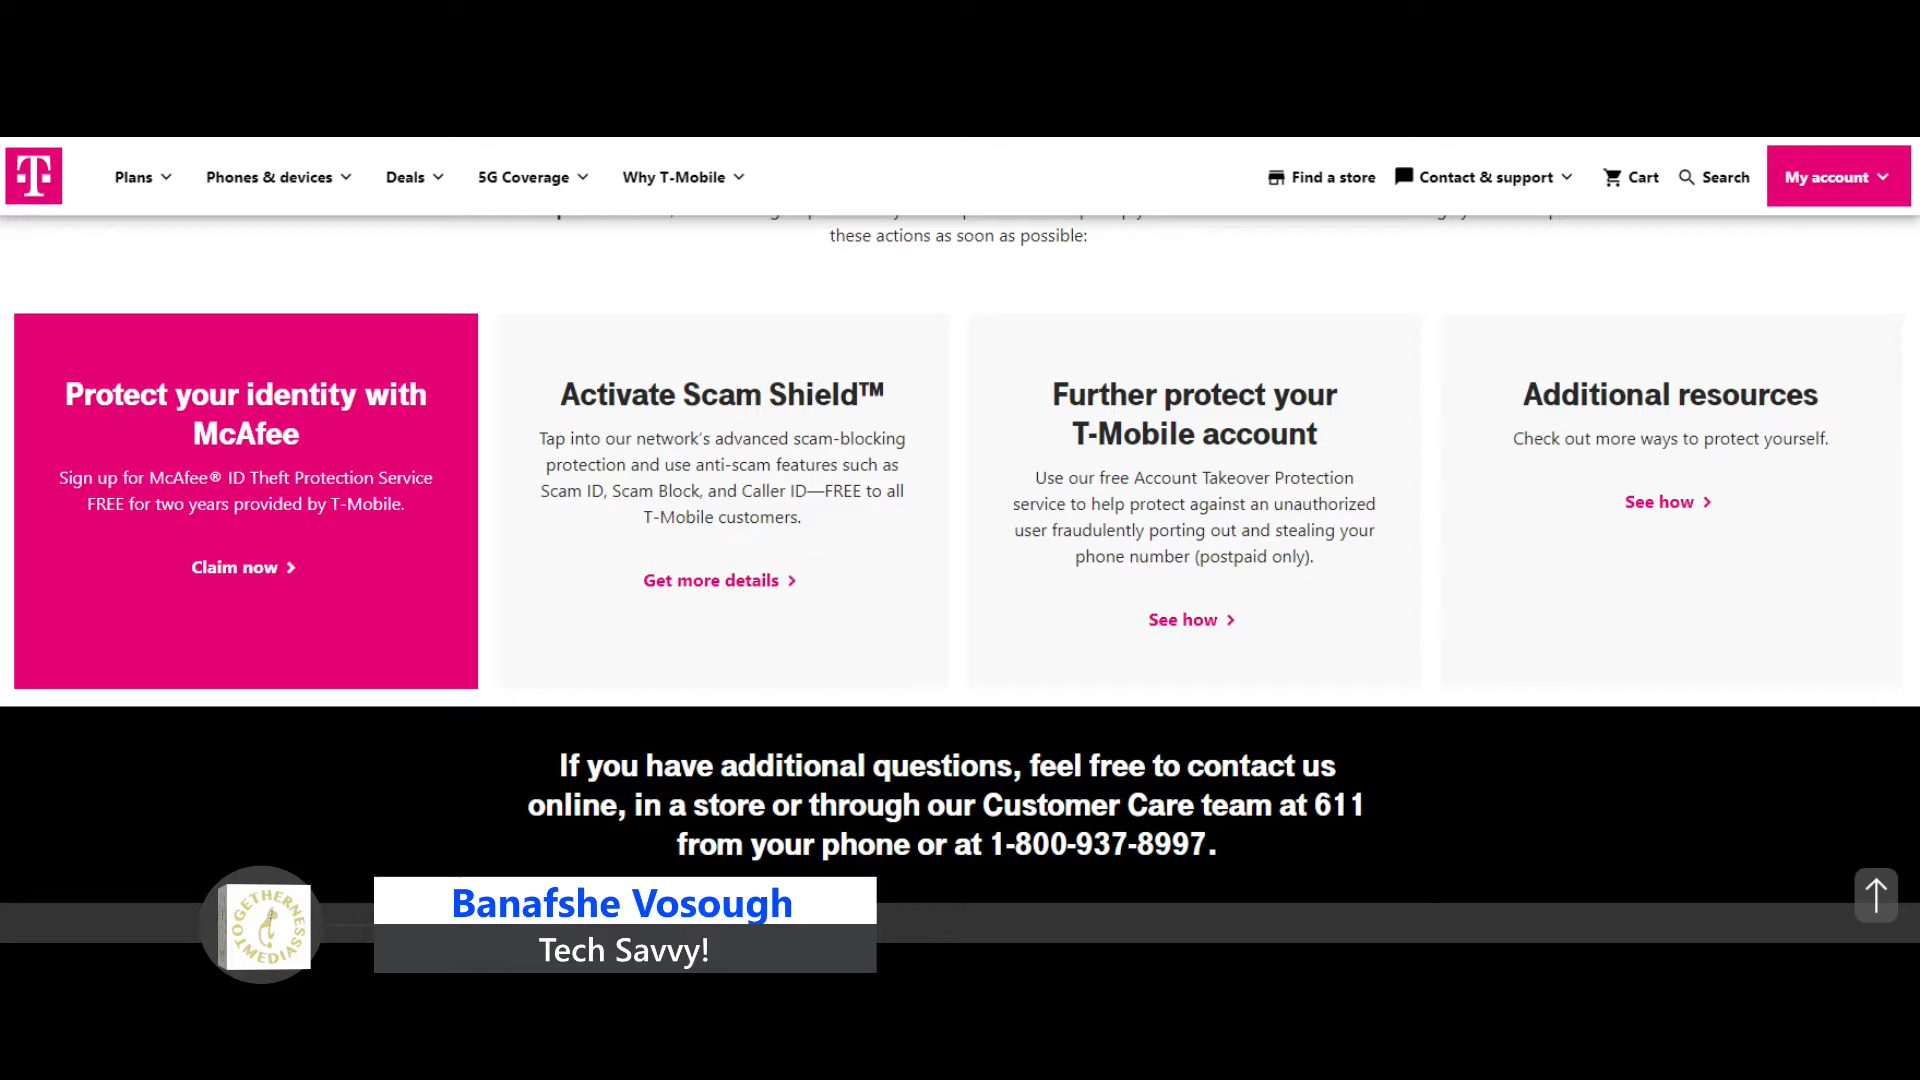 T
Plans
Phones & devices
Deals
5G Coverage
Why T-Mobile
Find a store
Contact & support
Cart
Search
My account
these actions as soon as possible:
Protect your identity with
McAfee
Sign up for McAfee® ID Theft Protection Service
FREE for two years provided by T-Mobile.
Claim now
Activate Scam Shield™
Tap into our network's advanced scam-blocking
protection and use anti-scam features such as
Scam ID, Scam Block, and Caller ID—FREE to all
T-Mobile customers.
Get more details
Further protect your
T-Mobile account
Use our free Account Takeover Protection
service to help protect against an unauthorized
user fraudulently porting out and stealing your
phone number (postpaid only).
See how
Additional resources
Check out more ways to protect yourself.
See how
If you have additional questions, feel free to contact us
online, in a store or through our Customer Care team at 611
from your phone or at 1-800-937-8997.
Banafshe Vosough
Tech Savvy!